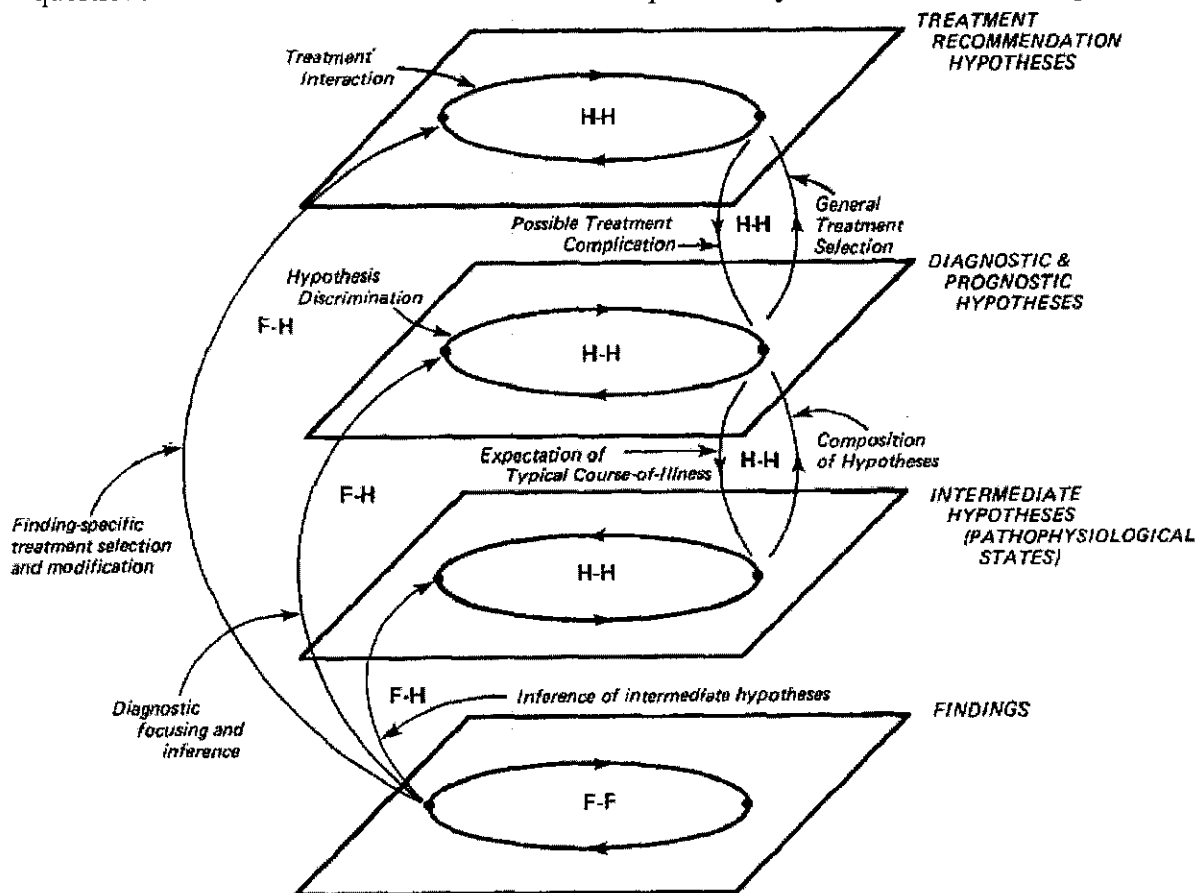 TREATMENT
RECOMMENDATION
HYPOTHESES
Treatment
Interaction
H-H
Possible Treatment
Complication
H-H
General
Treatment
Selection
Hypothesis
Discrimination
DIAGNOSTIC &
PROGNOSTIC
HYPOTHESES
F-H
H-H
Expectation of
Typical Course-of-Illness
H-H
Composition
of Hypotheses
F-H
INTERMEDIATE
HYPOTHESES
(PATHOPHYSIOLOGICAL
STATES)
Finding-specific
treatment selection
and modification
H-H
F-H
Inference of intermediate hypotheses
Diagnostic
focusing and
inference
FINDINGS
F-F